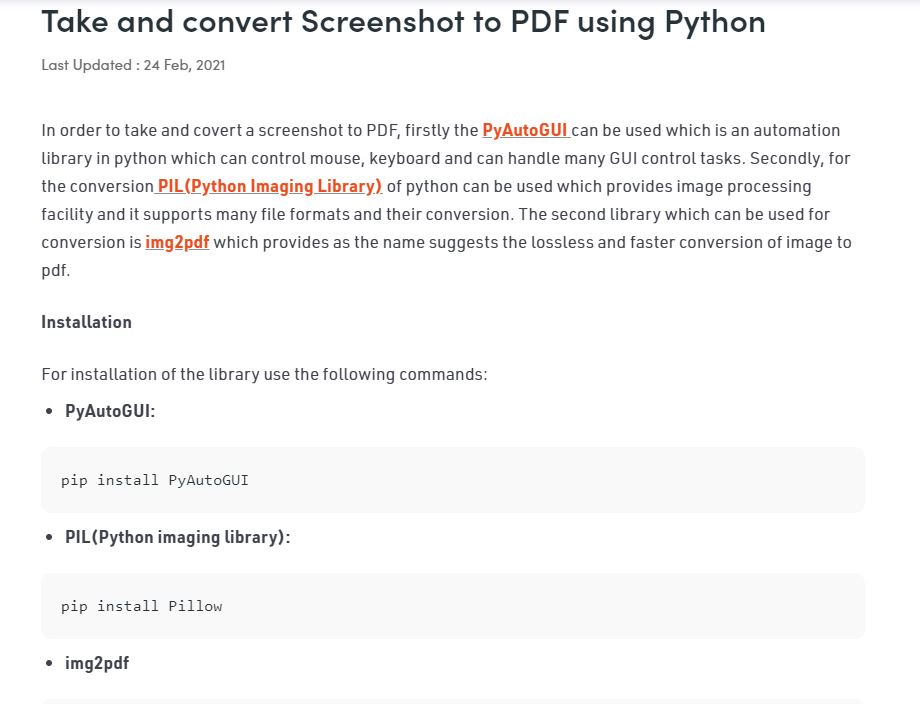 Take and convert Screenshot to PDF using Python
Last Updated : 24 Feb, 2021
In order to take and covert a screenshot to PDF, firstly the PyAutoGUI can be used which is an automation
library in python which can control mouse, keyboard and can handle many GUI control tasks. Secondly, for
the conversion PIL(Python Imaging Library) of python can be used which provides image processing
facility and it supports many file formats and their conversion. The second library which can be used for
conversion is img2pdf which provides as the name suggests the lossless and faster conversion of image to
pdf.
Installation
For installation of the library use the following commands:
• PyAutoGUI:
pip install PyAutoGUI
• PIL(Python imaging library):
pip install Pillow
• img2pdf